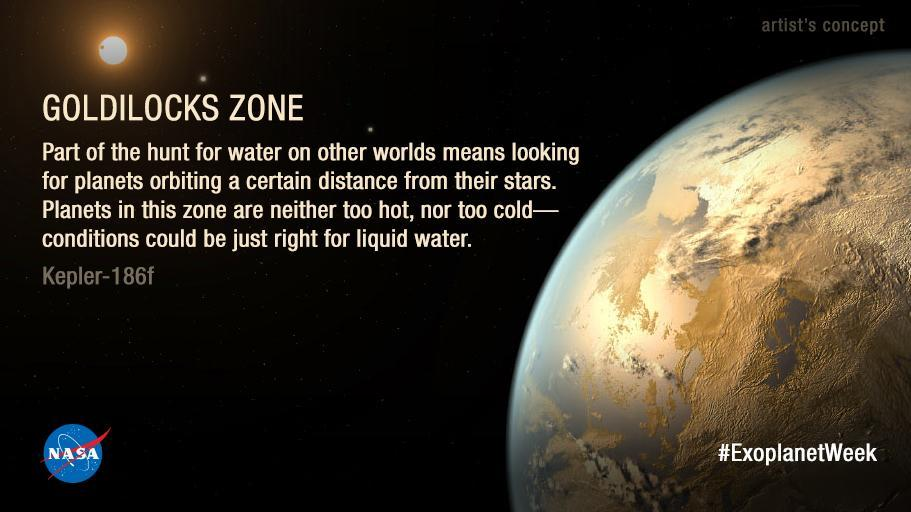 artist's concept
GOLDILOCKS ZONE
Part of the hunt for water on other worlds means looking
for planets orbiting a certain distance from their stars.
Planets in this zone are neither too hot, nor too cold—
conditions could be just right for liquid water.
Kepler-186f
NASA
#ExoplanetWeek